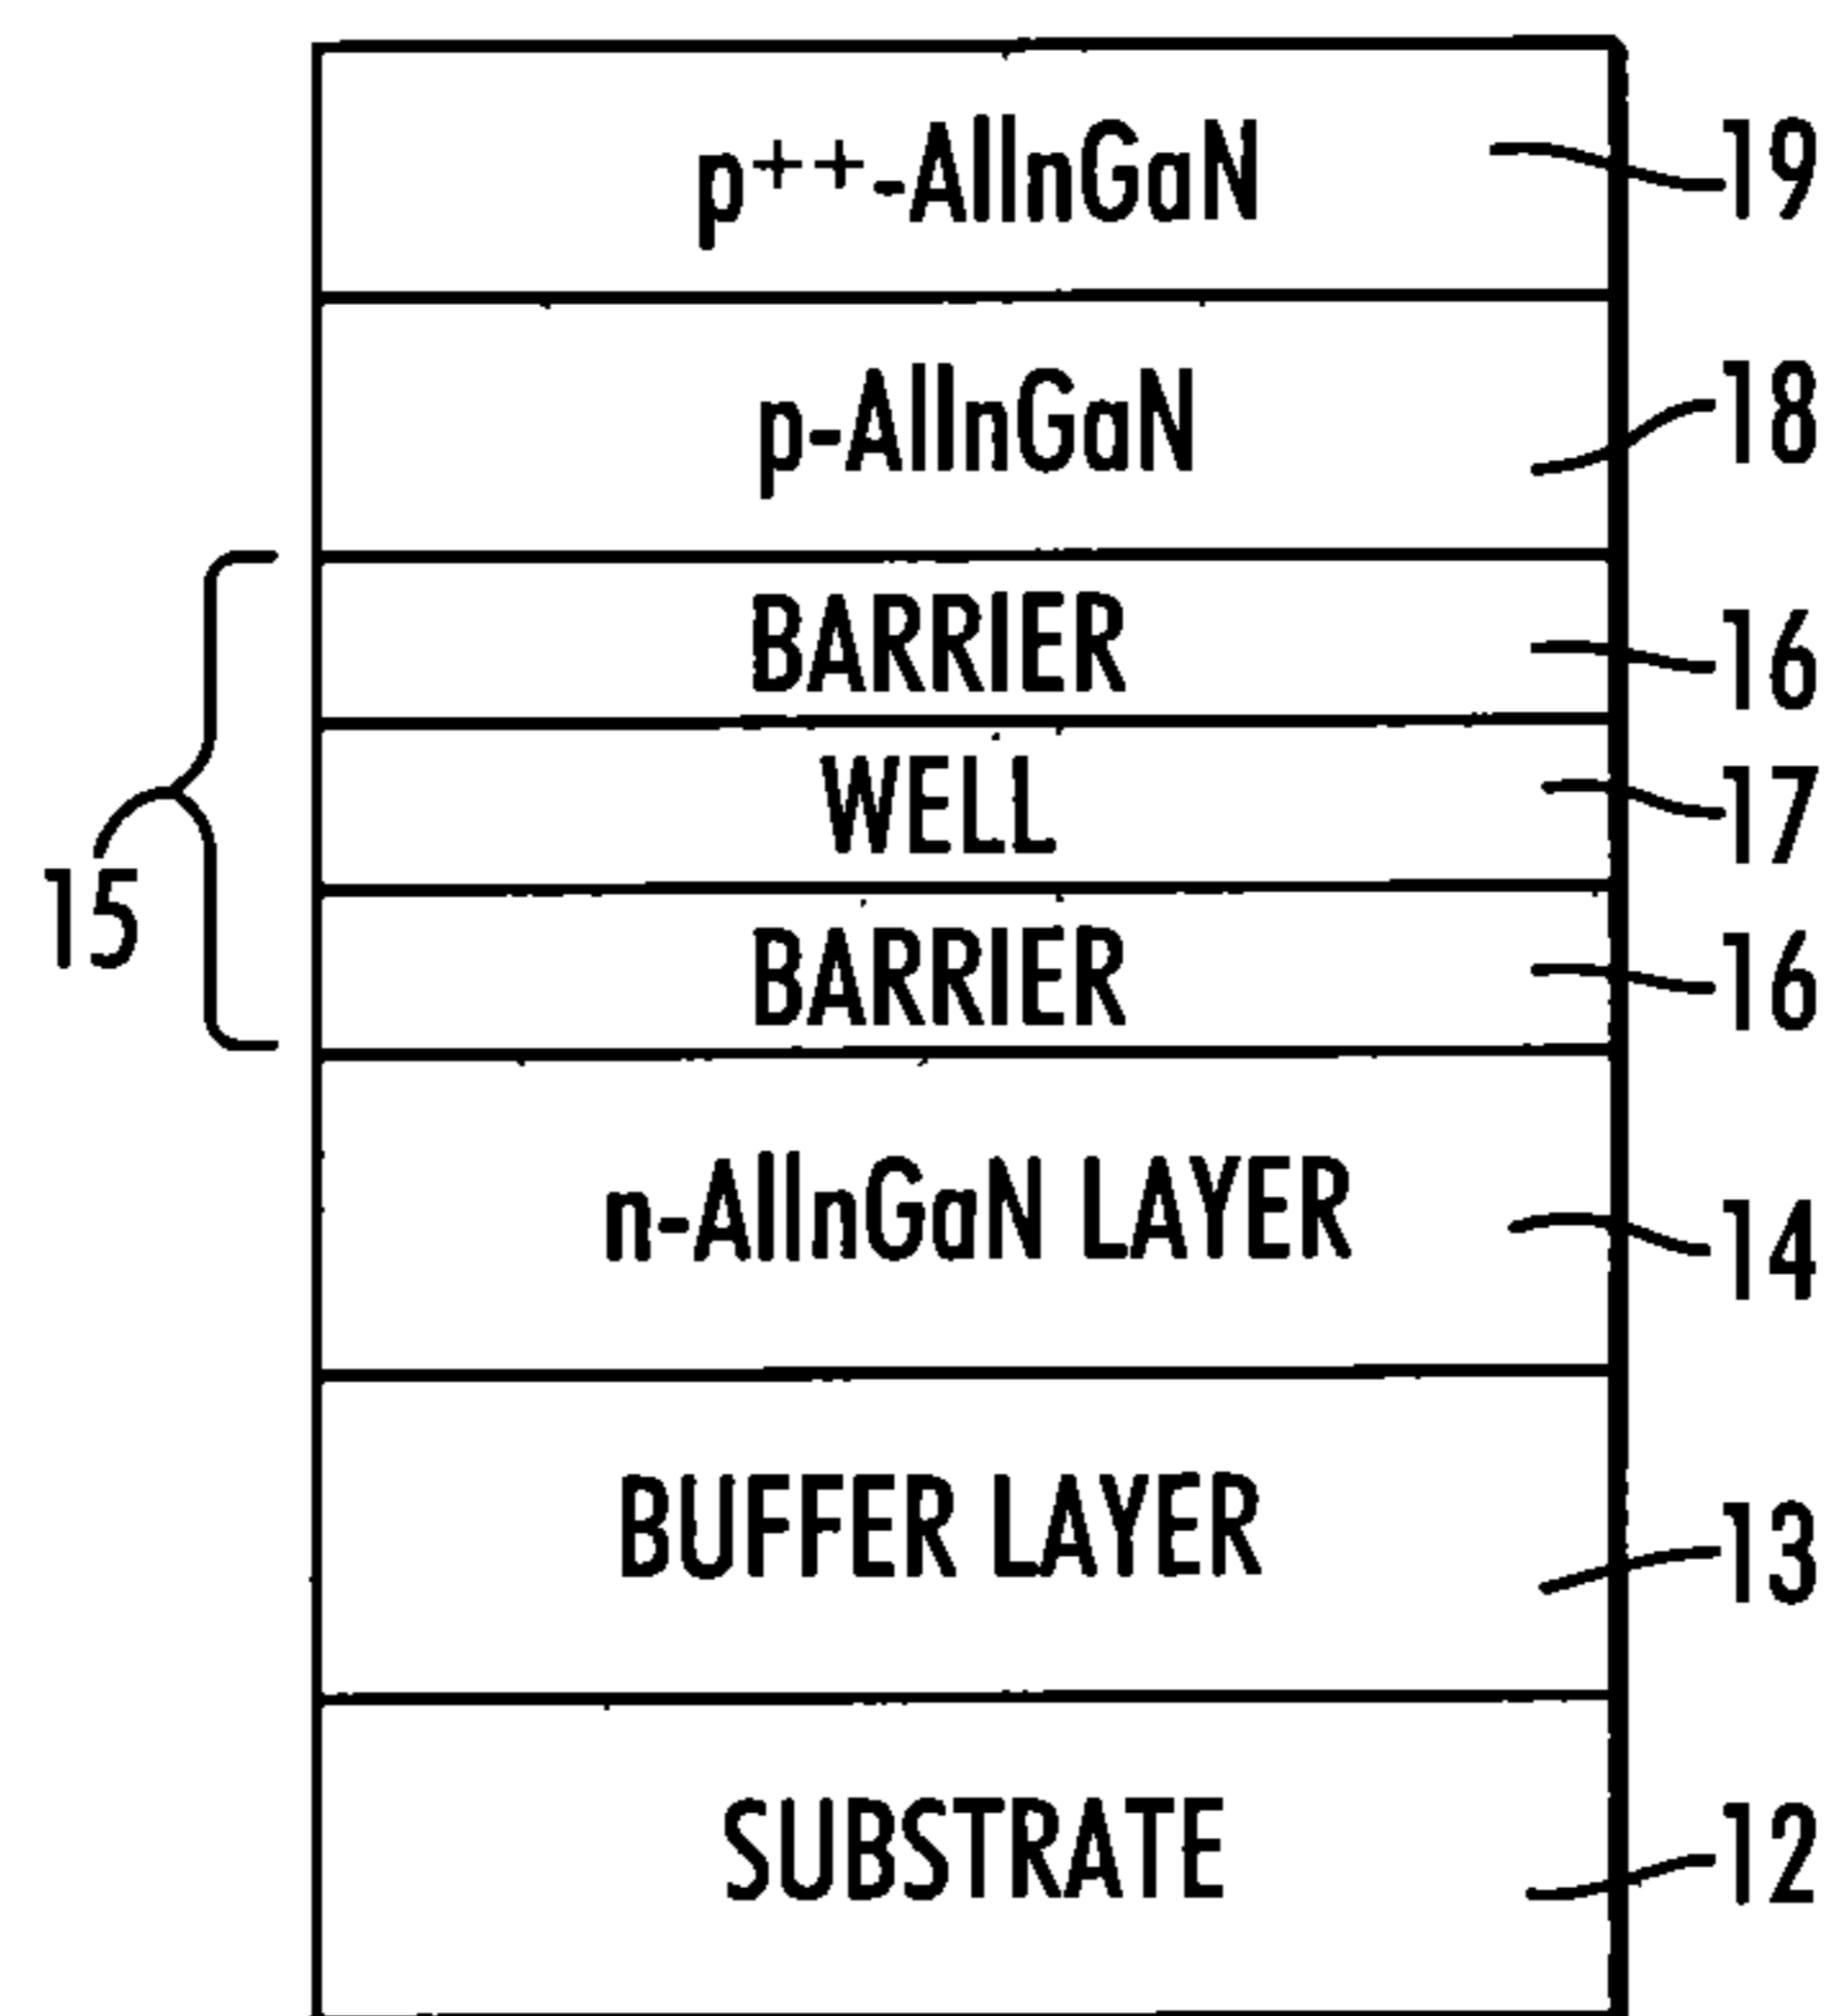 p++-AlInGaN 19
p-AlInGaN 18
BARRIER 16
WELL 17
15
BARRIER 16
n-AlInGaN LAYER 14
BUFFER LAYER 13
SUBSTRATE 12